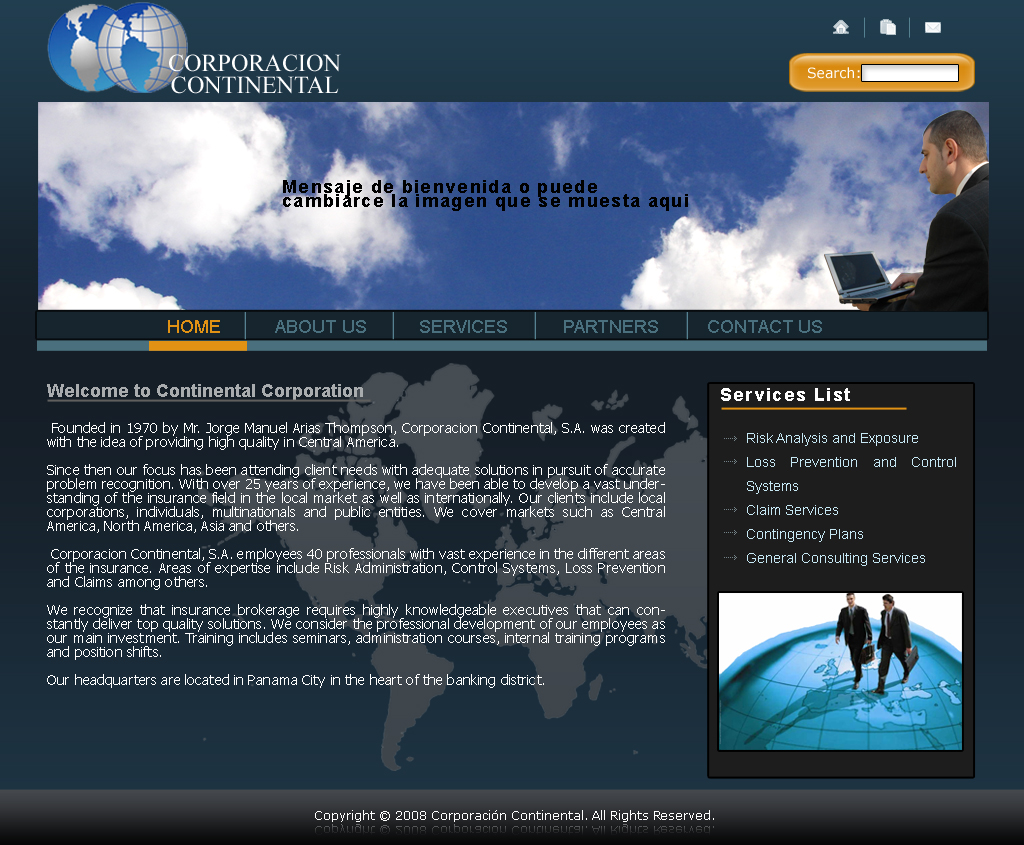 CORPORACION
CONTINENTAL
Search:
Mensaje de bienvenida o puede
cambiarce la imagen que se muesta aqui
HOME ABOUT US SERVICES PARTNERS CONTACT US
Welcome to Continental Corporation
Founded in 1970 by Mr. Jorge Manuel Arias Thompson, Corporacion Continental, S.A. was created
with the idea of providing high quality in Central America.
Since then our focus has been attending client needs with adequate solutions in pursuit of accurate
problem recognition. With over 25 years of experience, we have been able to develop a vast under-
standing of the insurance field in the local market as well as internationally. Our clients include local
corporations, individuals, multinationals and public entities. We cover markets such as Central
America, North America, Asia and others.
Corporacion Continental, S.A. employees 40 professionals with vast experience in the different areas
of the insurance. Areas of expertise include Risk Administration, Control Systems, Loss Prevention
and Claims among others.
We recognize that insurance brokerage requires highly knowledgeable executives that can con-
stantly deliver top quality solutions. We consider the professional development of our employees as
our main investment. Training includes seminars, administration courses, internal training programs
and position shifts.
Our headquarters are located in Panama City in the heart of the banking district.
Services List
Risk Analysis and Exposure
Loss Prevention and Control
Systems
Claim Services
Contingency Plans
General Consulting Services
Copyright © 2008 Corporación Continental. All Rights Reserved.